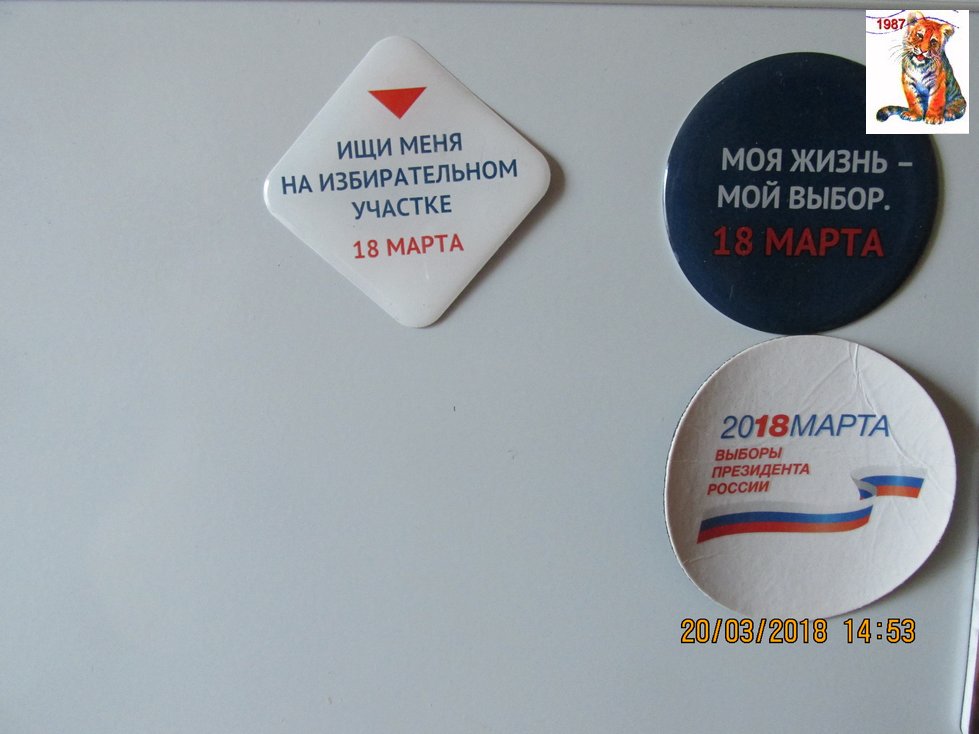 ИЩИ МЕНЯ
НА ИЗБИРАТЕЛЬНОМ
УЧАСТКЕ
18 МАРТА
1987
МОЯ ЖИЗНЬ –
МОЙ ВЫБОР.
18 МАРТА
2018МАРТА
ВЫБОРЫ
ПРЕЗИДЕНТА
РОССИИ
20/03/2018 14:53